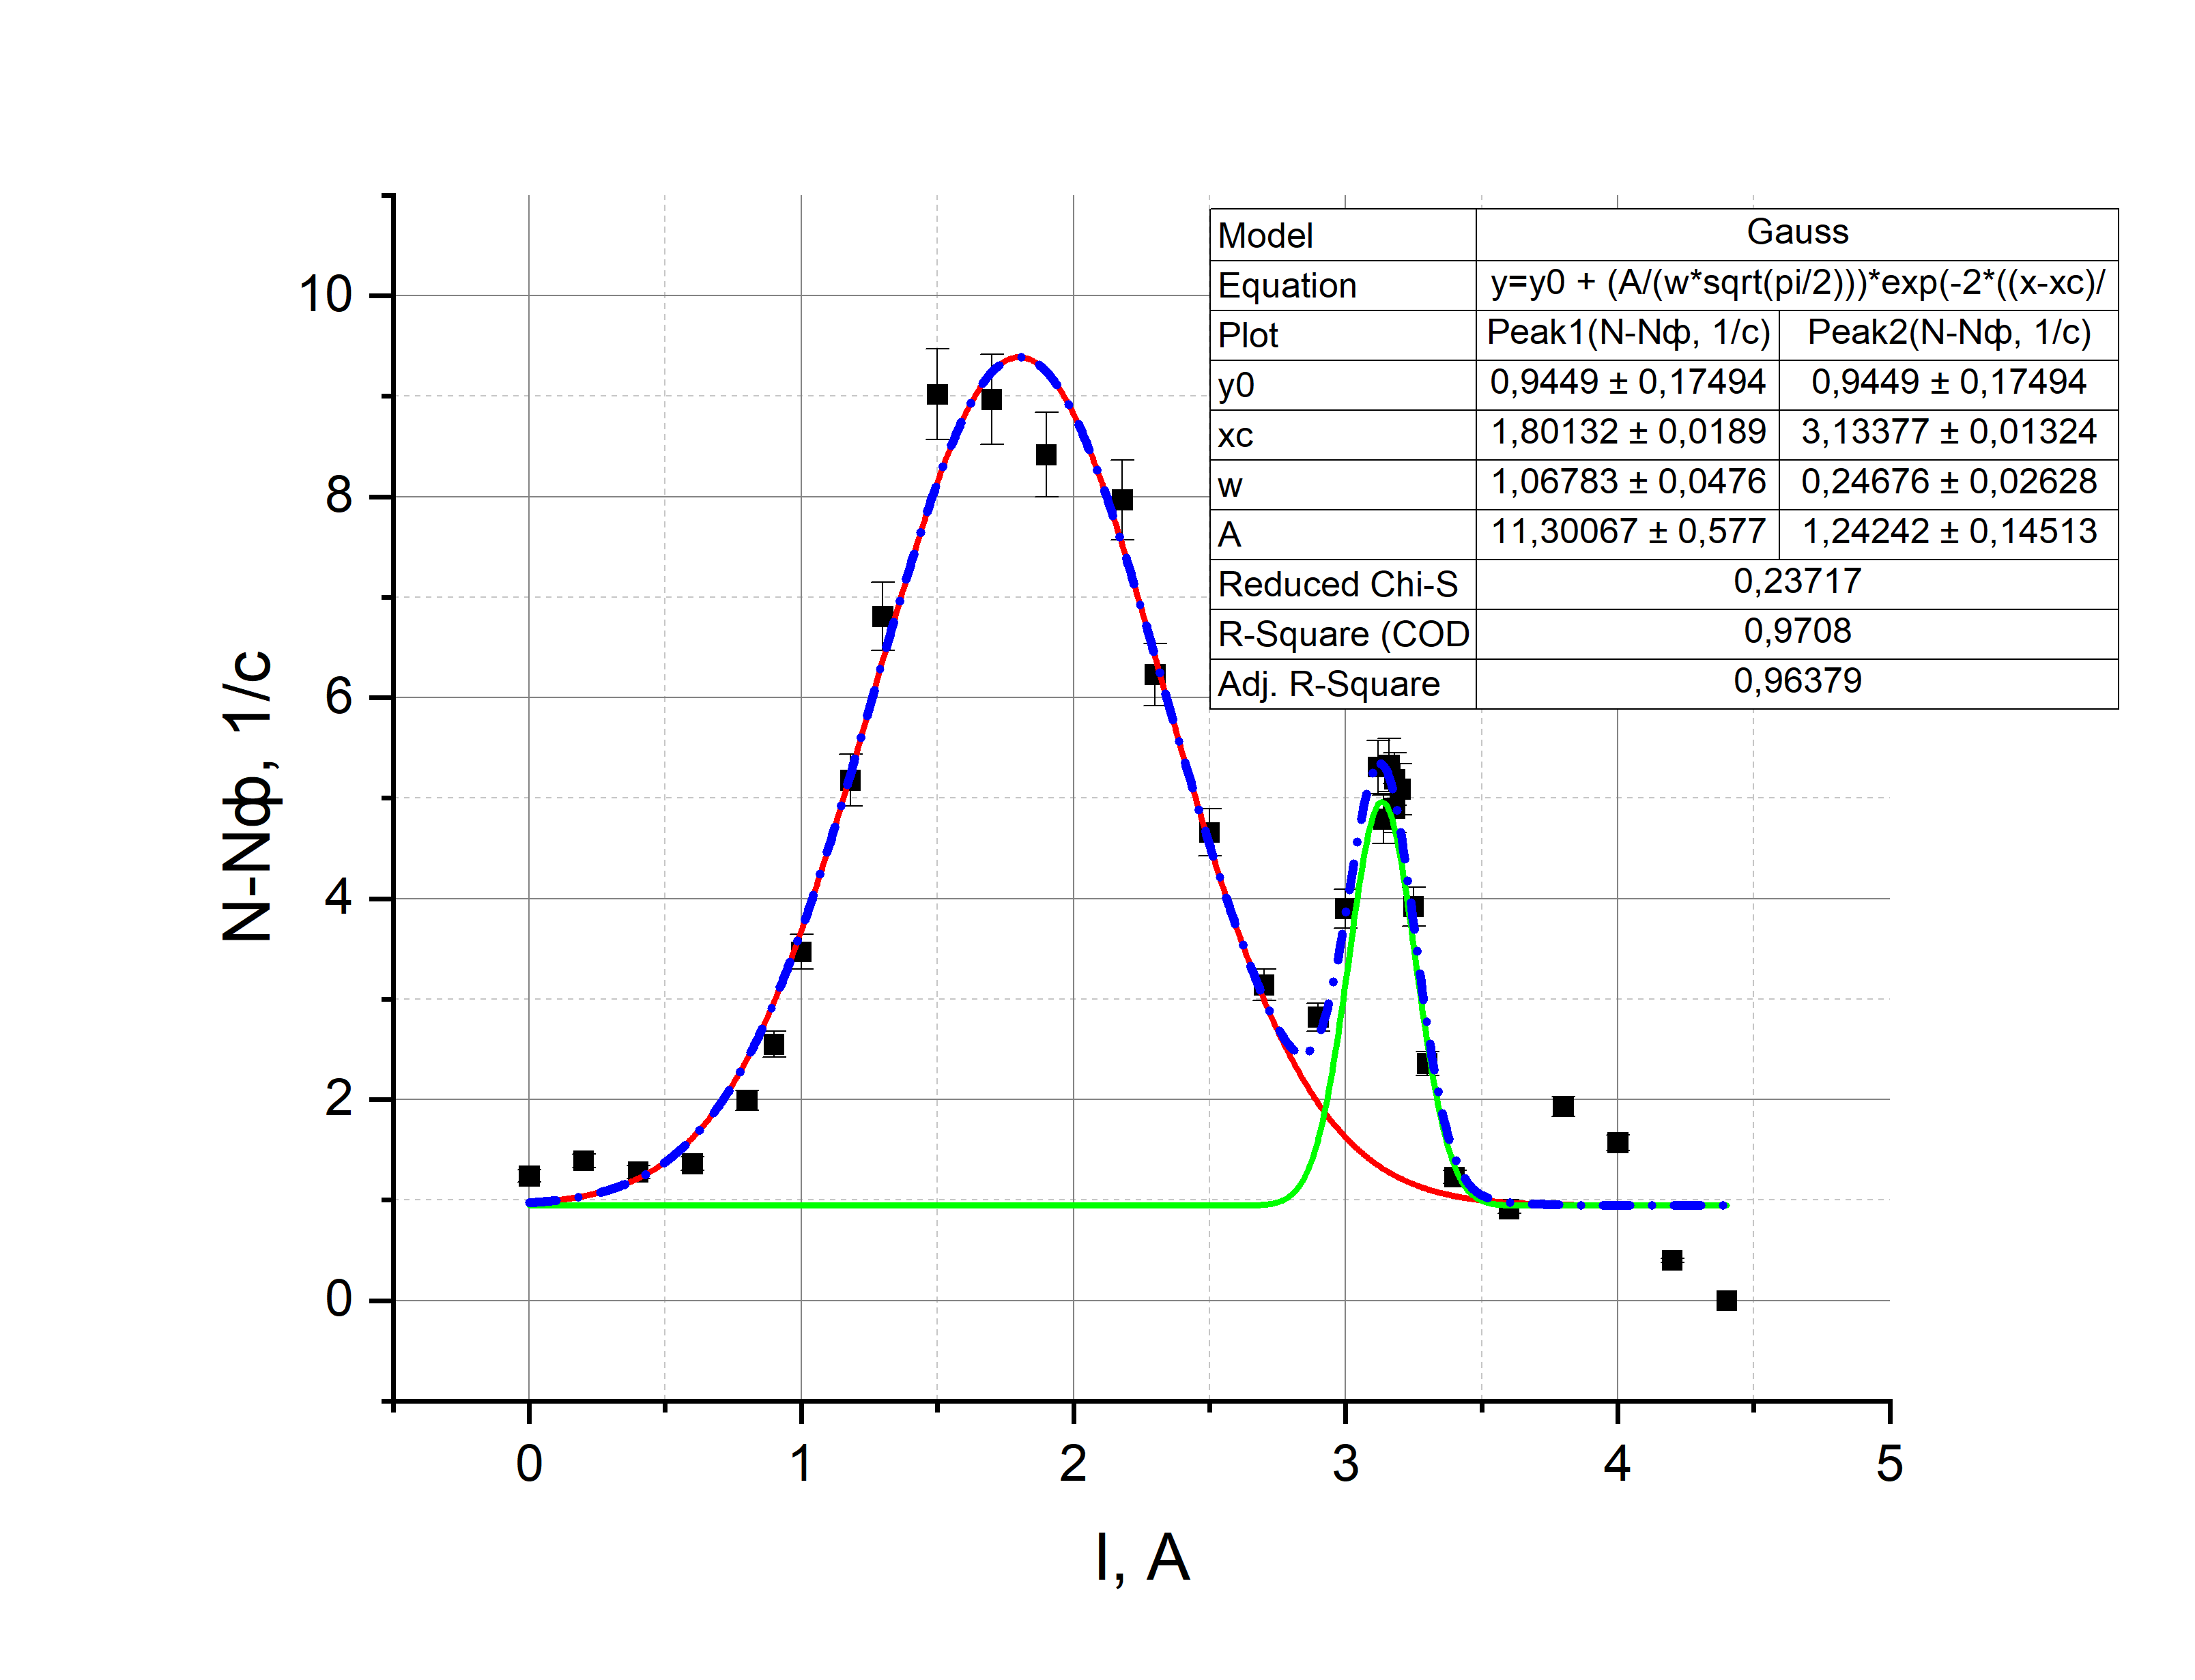 Model Gauss
Equation y=y0 + (A/(w*sqrt(pi/2)))*exp(-2*((x-xc)/
Plot Peak1(N-Nф, 1/c) Peak2(N-Nф, 1/c)
y0 0,9449 ± 0,17494 0,9449 ± 0,17494
xc 1,80132 ± 0,0189 3,13377 ± 0,01324
w 1,06783 ± 0,0476 0,24676 ± 0,02628
A 11,30067 ± 0,577 1,24242 ± 0,14513
Reduced Chi-S 0,23717
R-Square (COD 0,9708
Adj. R-Square 0,96379
10
8
6
4
2
0
N-Nф, 1/c
0 1 2 3 4 5
I, A